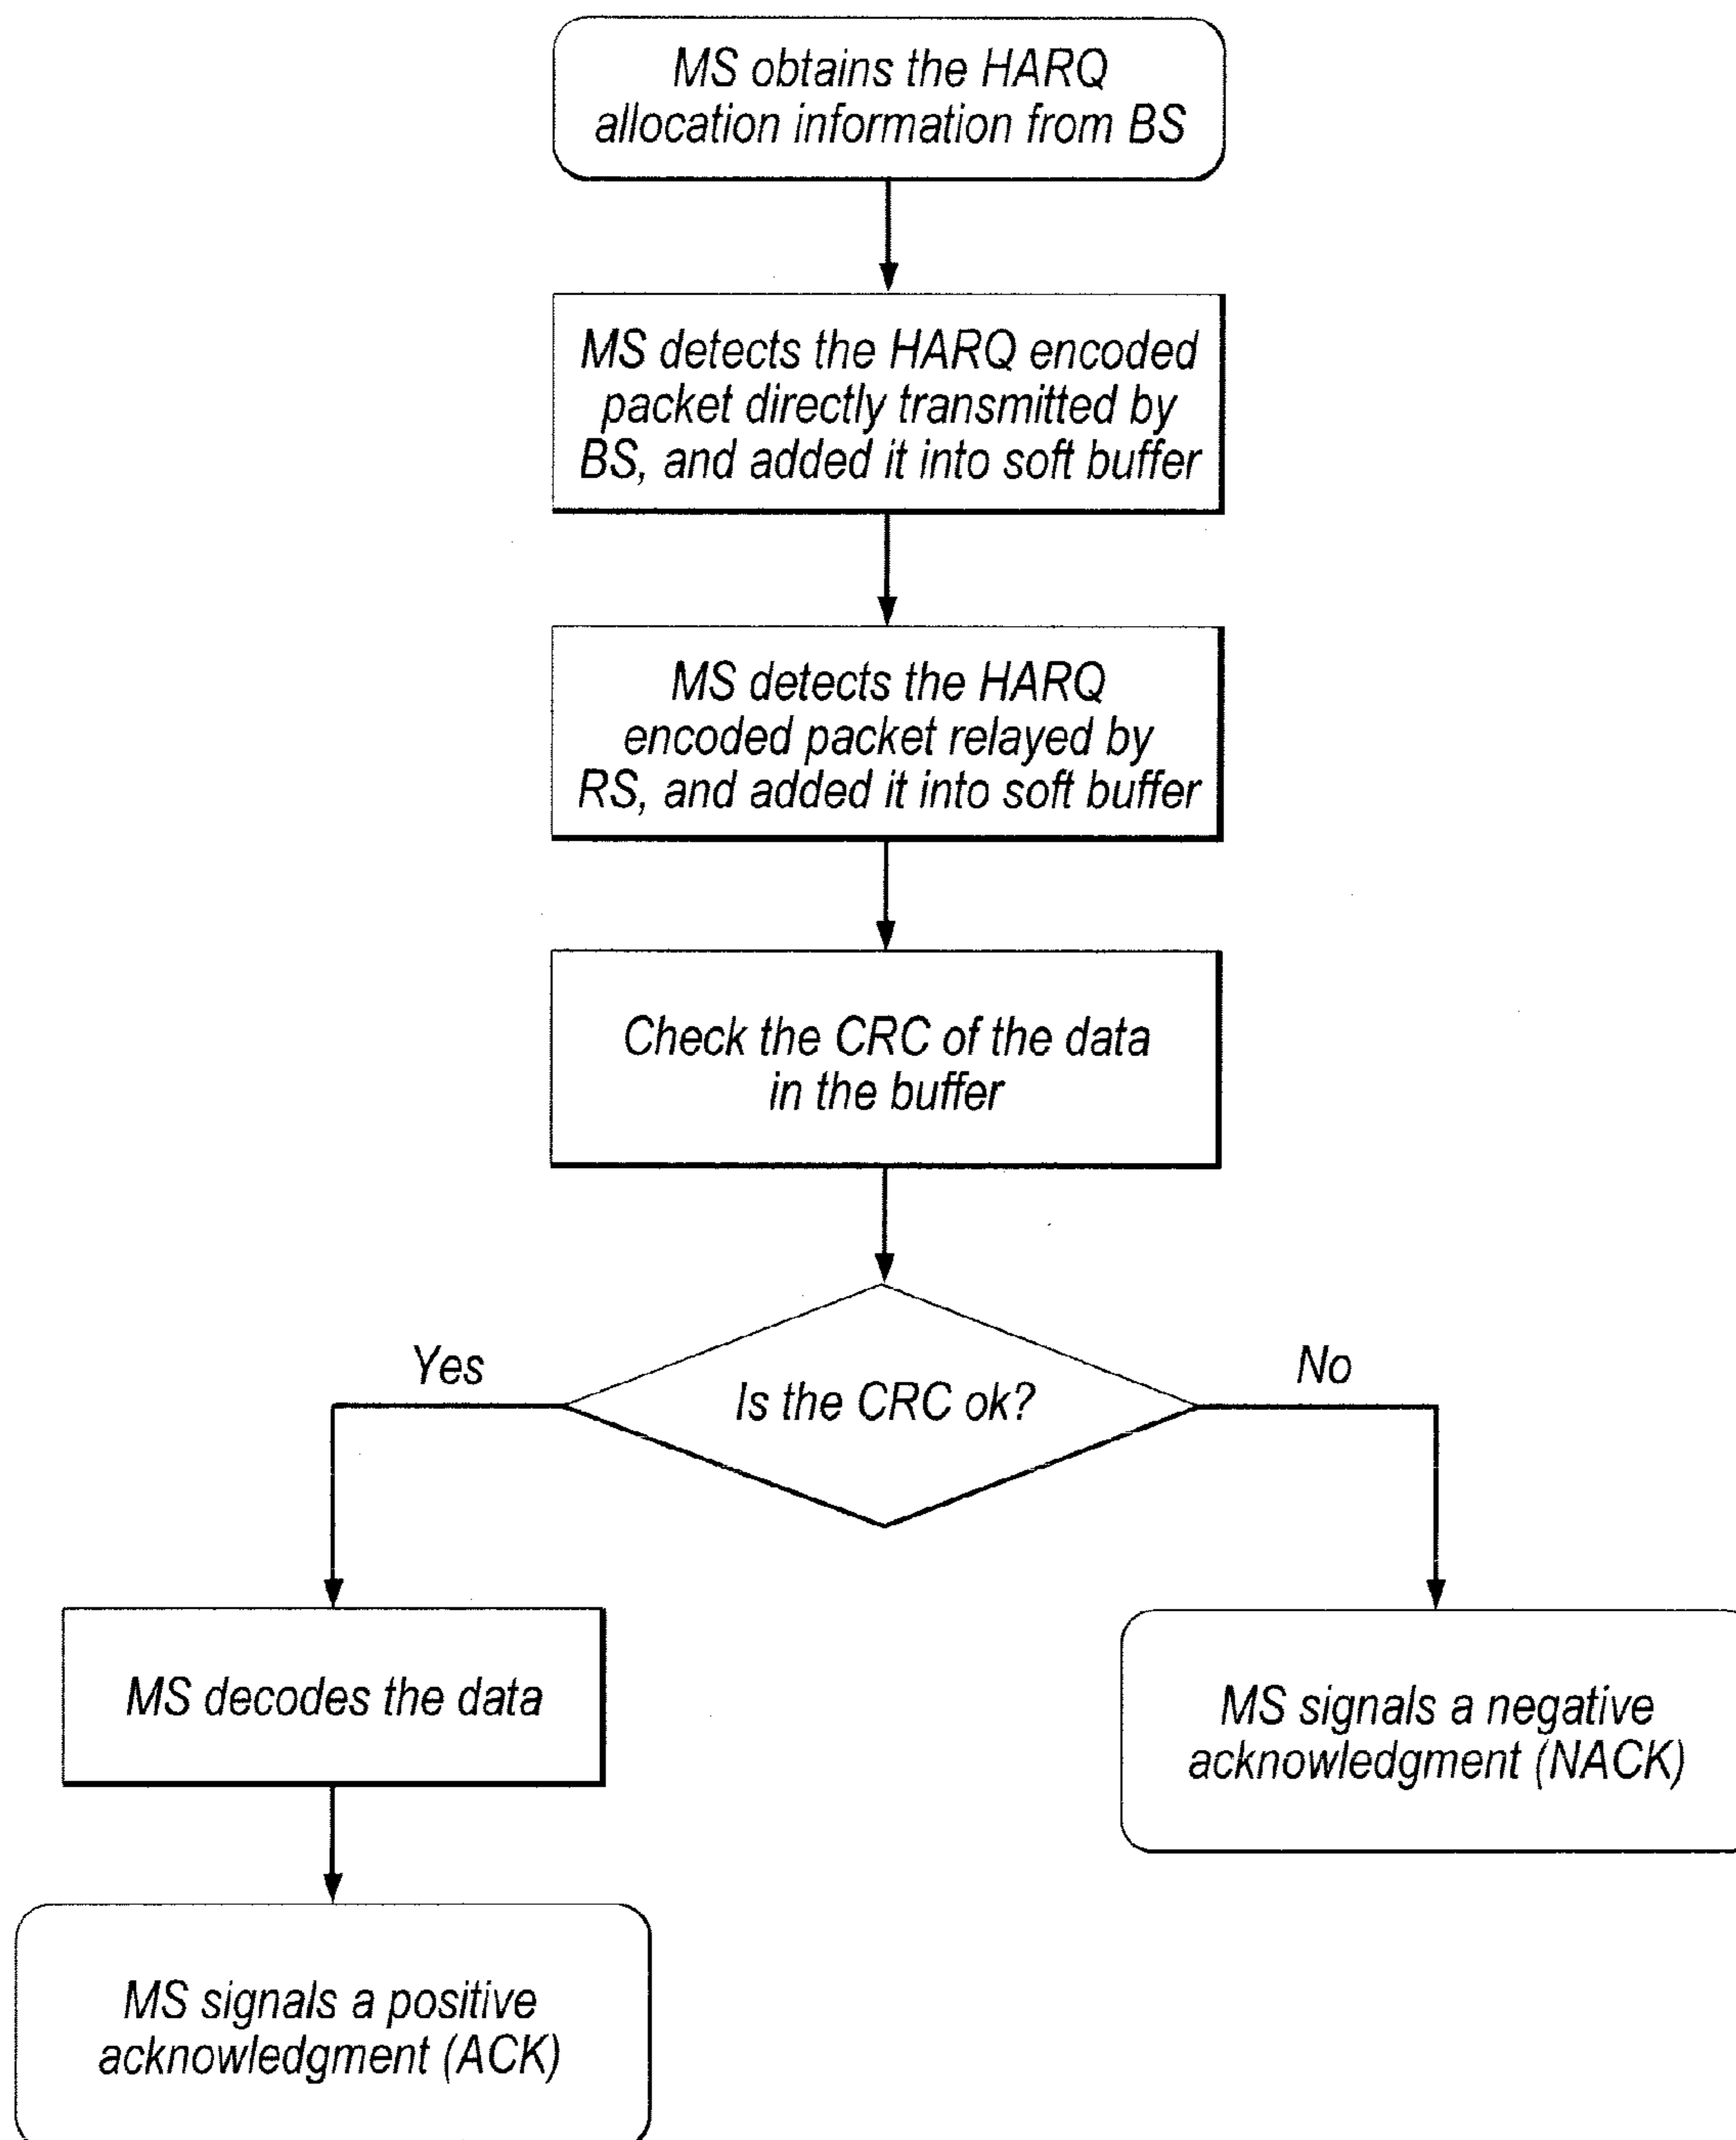 MS obtains the HARQ
allocation information from BS
MS detects the HARQ encoded
packet directly transmitted by
BS, and added it into soft buffer
MS detects the HARQ
encoded packet relayed by
RS, and added it into soft buffer
Check the CRC of the data
in the buffer
Yes
Is the CRC ok?
No
MS decodes the data
MS signals a negative
acknowledgment (NACK)
MS signals a positive
acknowledgment (ACK)